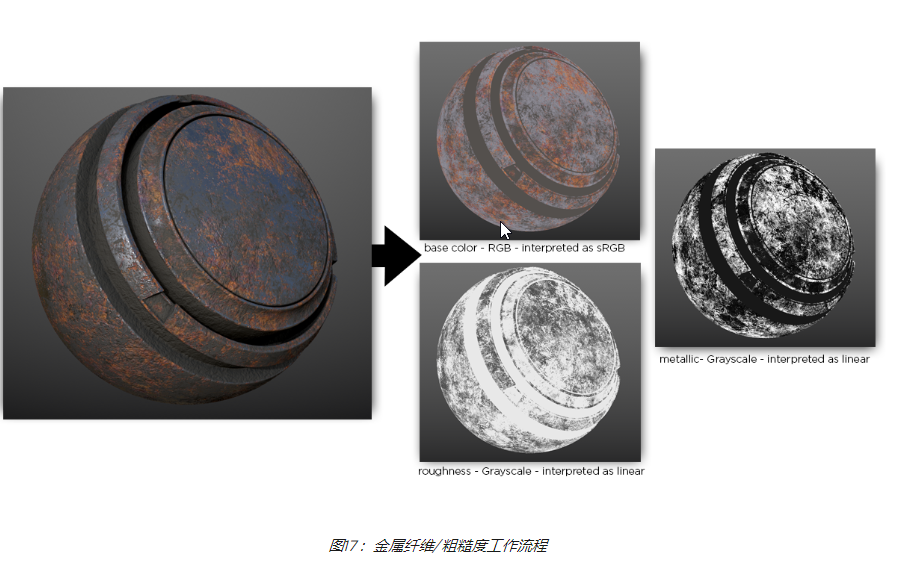 base color - RGB - interpreted as sRGB
metallic- Grayscale - interpreted as linear
roughness - Grayscale - interpreted as linear
图17：金属纤维/粗糙度工作流程